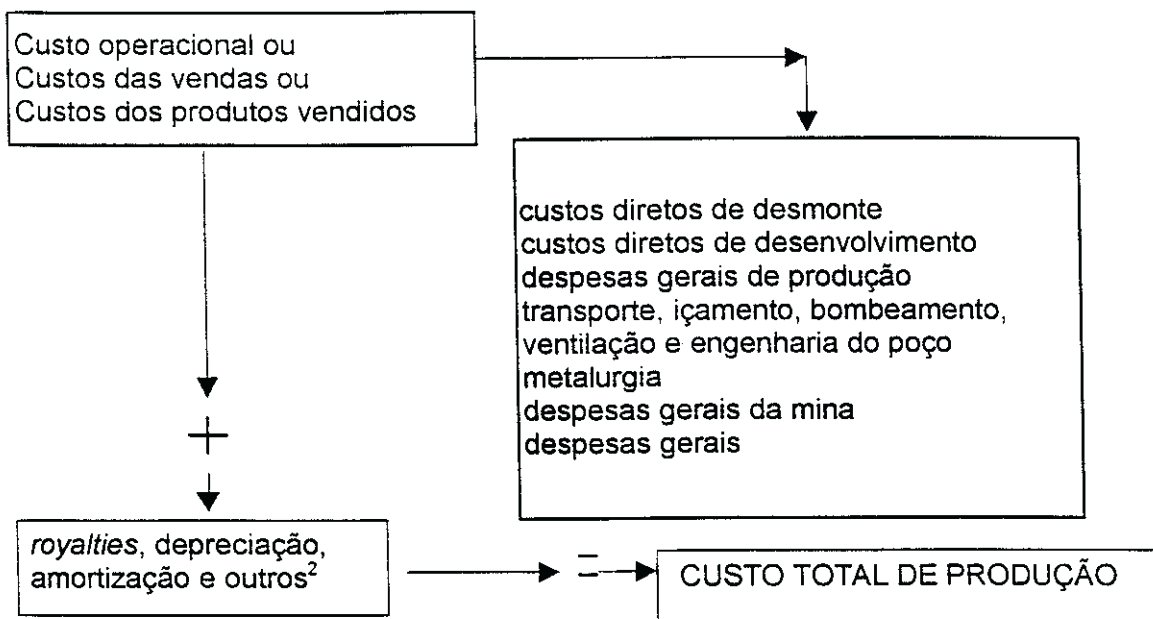 Custo operacional ou
Custos das vendas ou
Custos dos produtos vendidos
custos diretos de desmonte
custos diretos de desenvolvimento
despesas gerais de produção
transporte, içamento, bombeamento,
ventilação e engenharia do poço
metalurgia
despesas gerais da mina
despesas gerais
+
royalties, depreciação,
amortização e outros²
=
CUSTO TOTAL DE PRODUÇÃO